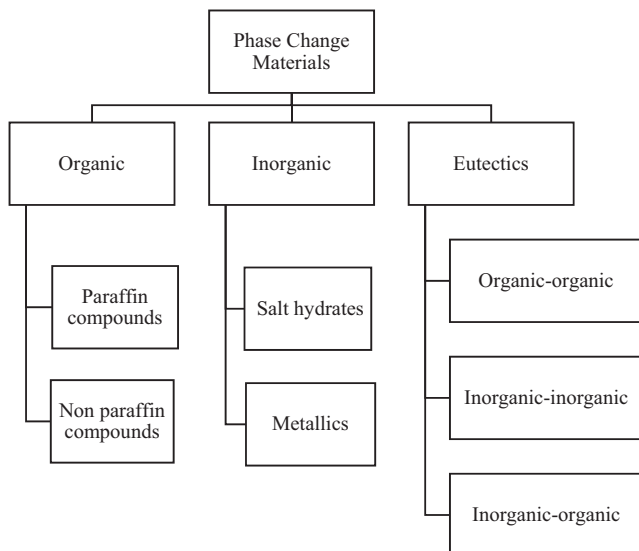 Phase Change
Materials
Organic
Inorganic
Eutectics
Paraffin
compounds
Non paraffin
compounds
Salt hydrates
Metallics
Organic-organic
Inorganic-inorganic
Inorganic-organic